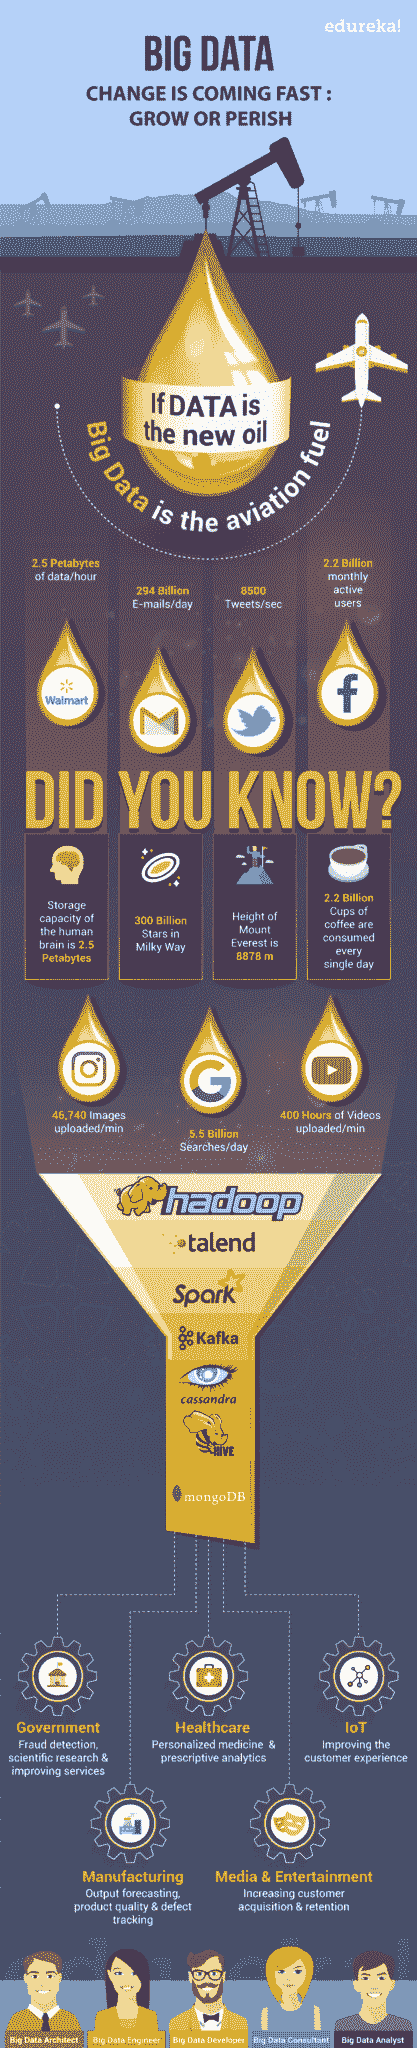 edureka!
BIG DATA
CHANGE IS COMING FAST :
GROW OR PERISH
If DATA is
the new oil
Big Data is the aviation fuel
2.5 Petabytes
of data/hour
294 Billion
E-mails/day
8500
Tweets/sec
2.2 Billion
monthly
active
users
Walmart
DID YOU KNOW?
Storage
capacity of
the human
brain is 2.5
Petabytes
300 Billion
Stars in
Milky Way
Height of
Mount
Everest is
8878 m
2.2 Billion
Cups of
coffee are
consumed
every
single day
46,740 Images
uploaded/min
5.5 Billion
Searches/day
400 Hours of Videos
uploaded/min
hadoop
talend
Spark
Kafka
cassandra
HIVE
mongoDB
Government
Fraud detection,
scientific research &
improving services
Healthcare
Personalized medicine &
prescriptive analytics
IoT
Improving the
customer experience
Manufacturing
Output forecasting,
product quality & defect
tracking
Media & Entertainment
Increasing customer
acquisition & retention
Big Data Architect
Big Data Engineer
Big Data Developer
Big Data Consultant
Big Data Analyst